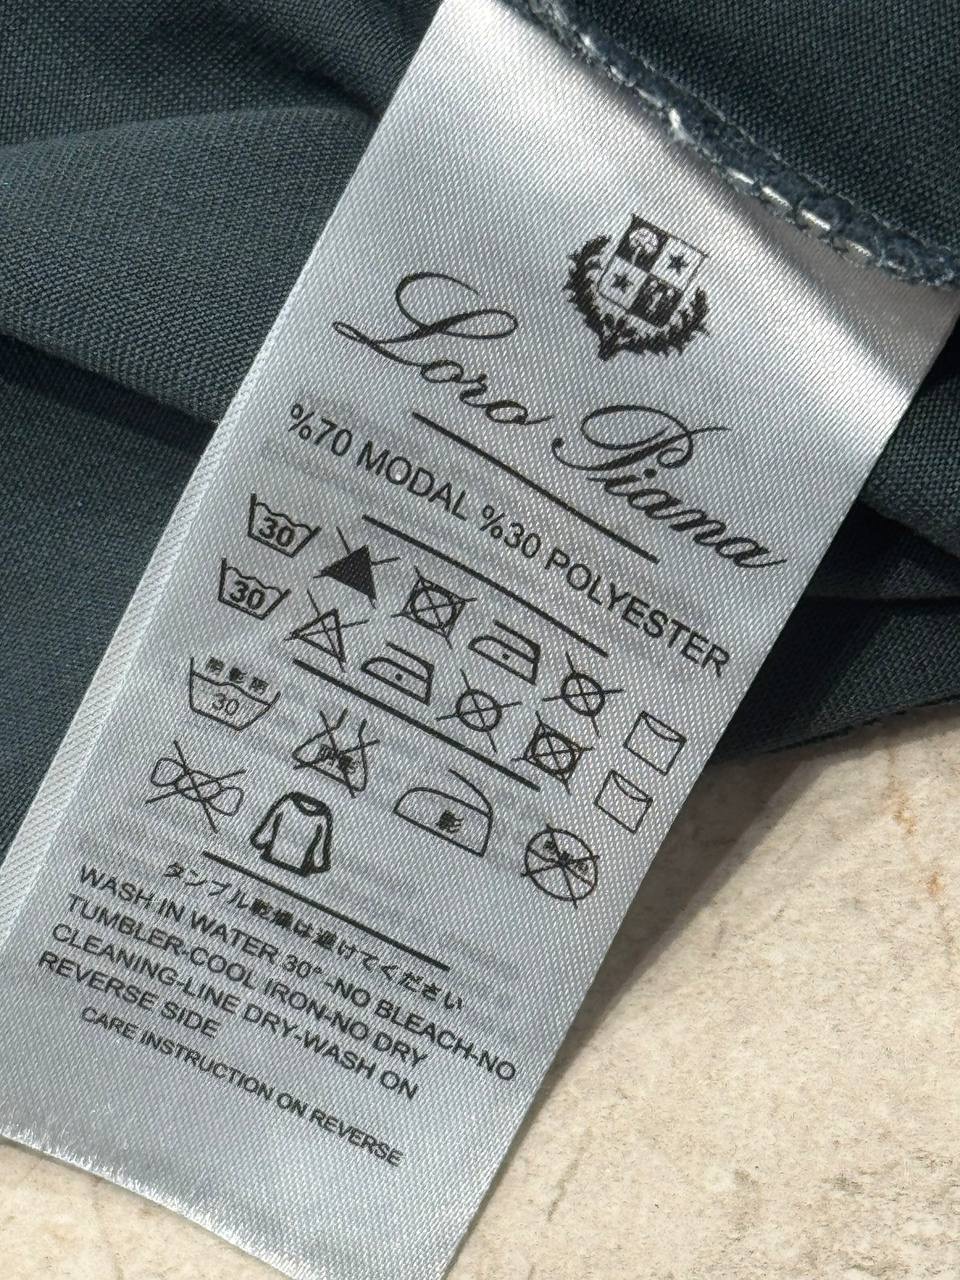 Loro Piana
%70 MODAL %30 POLYESTER
30
30
30
タンブル乾燥は避けてください
WASH IN WATER 30°-NO BLEACH-NO
TUMBLER-COOL IRON-NO DRY
CLEANING-LINE DRY-WASH ON
REVERSE SIDE
CARE INSTRUCTION ON REVERSE